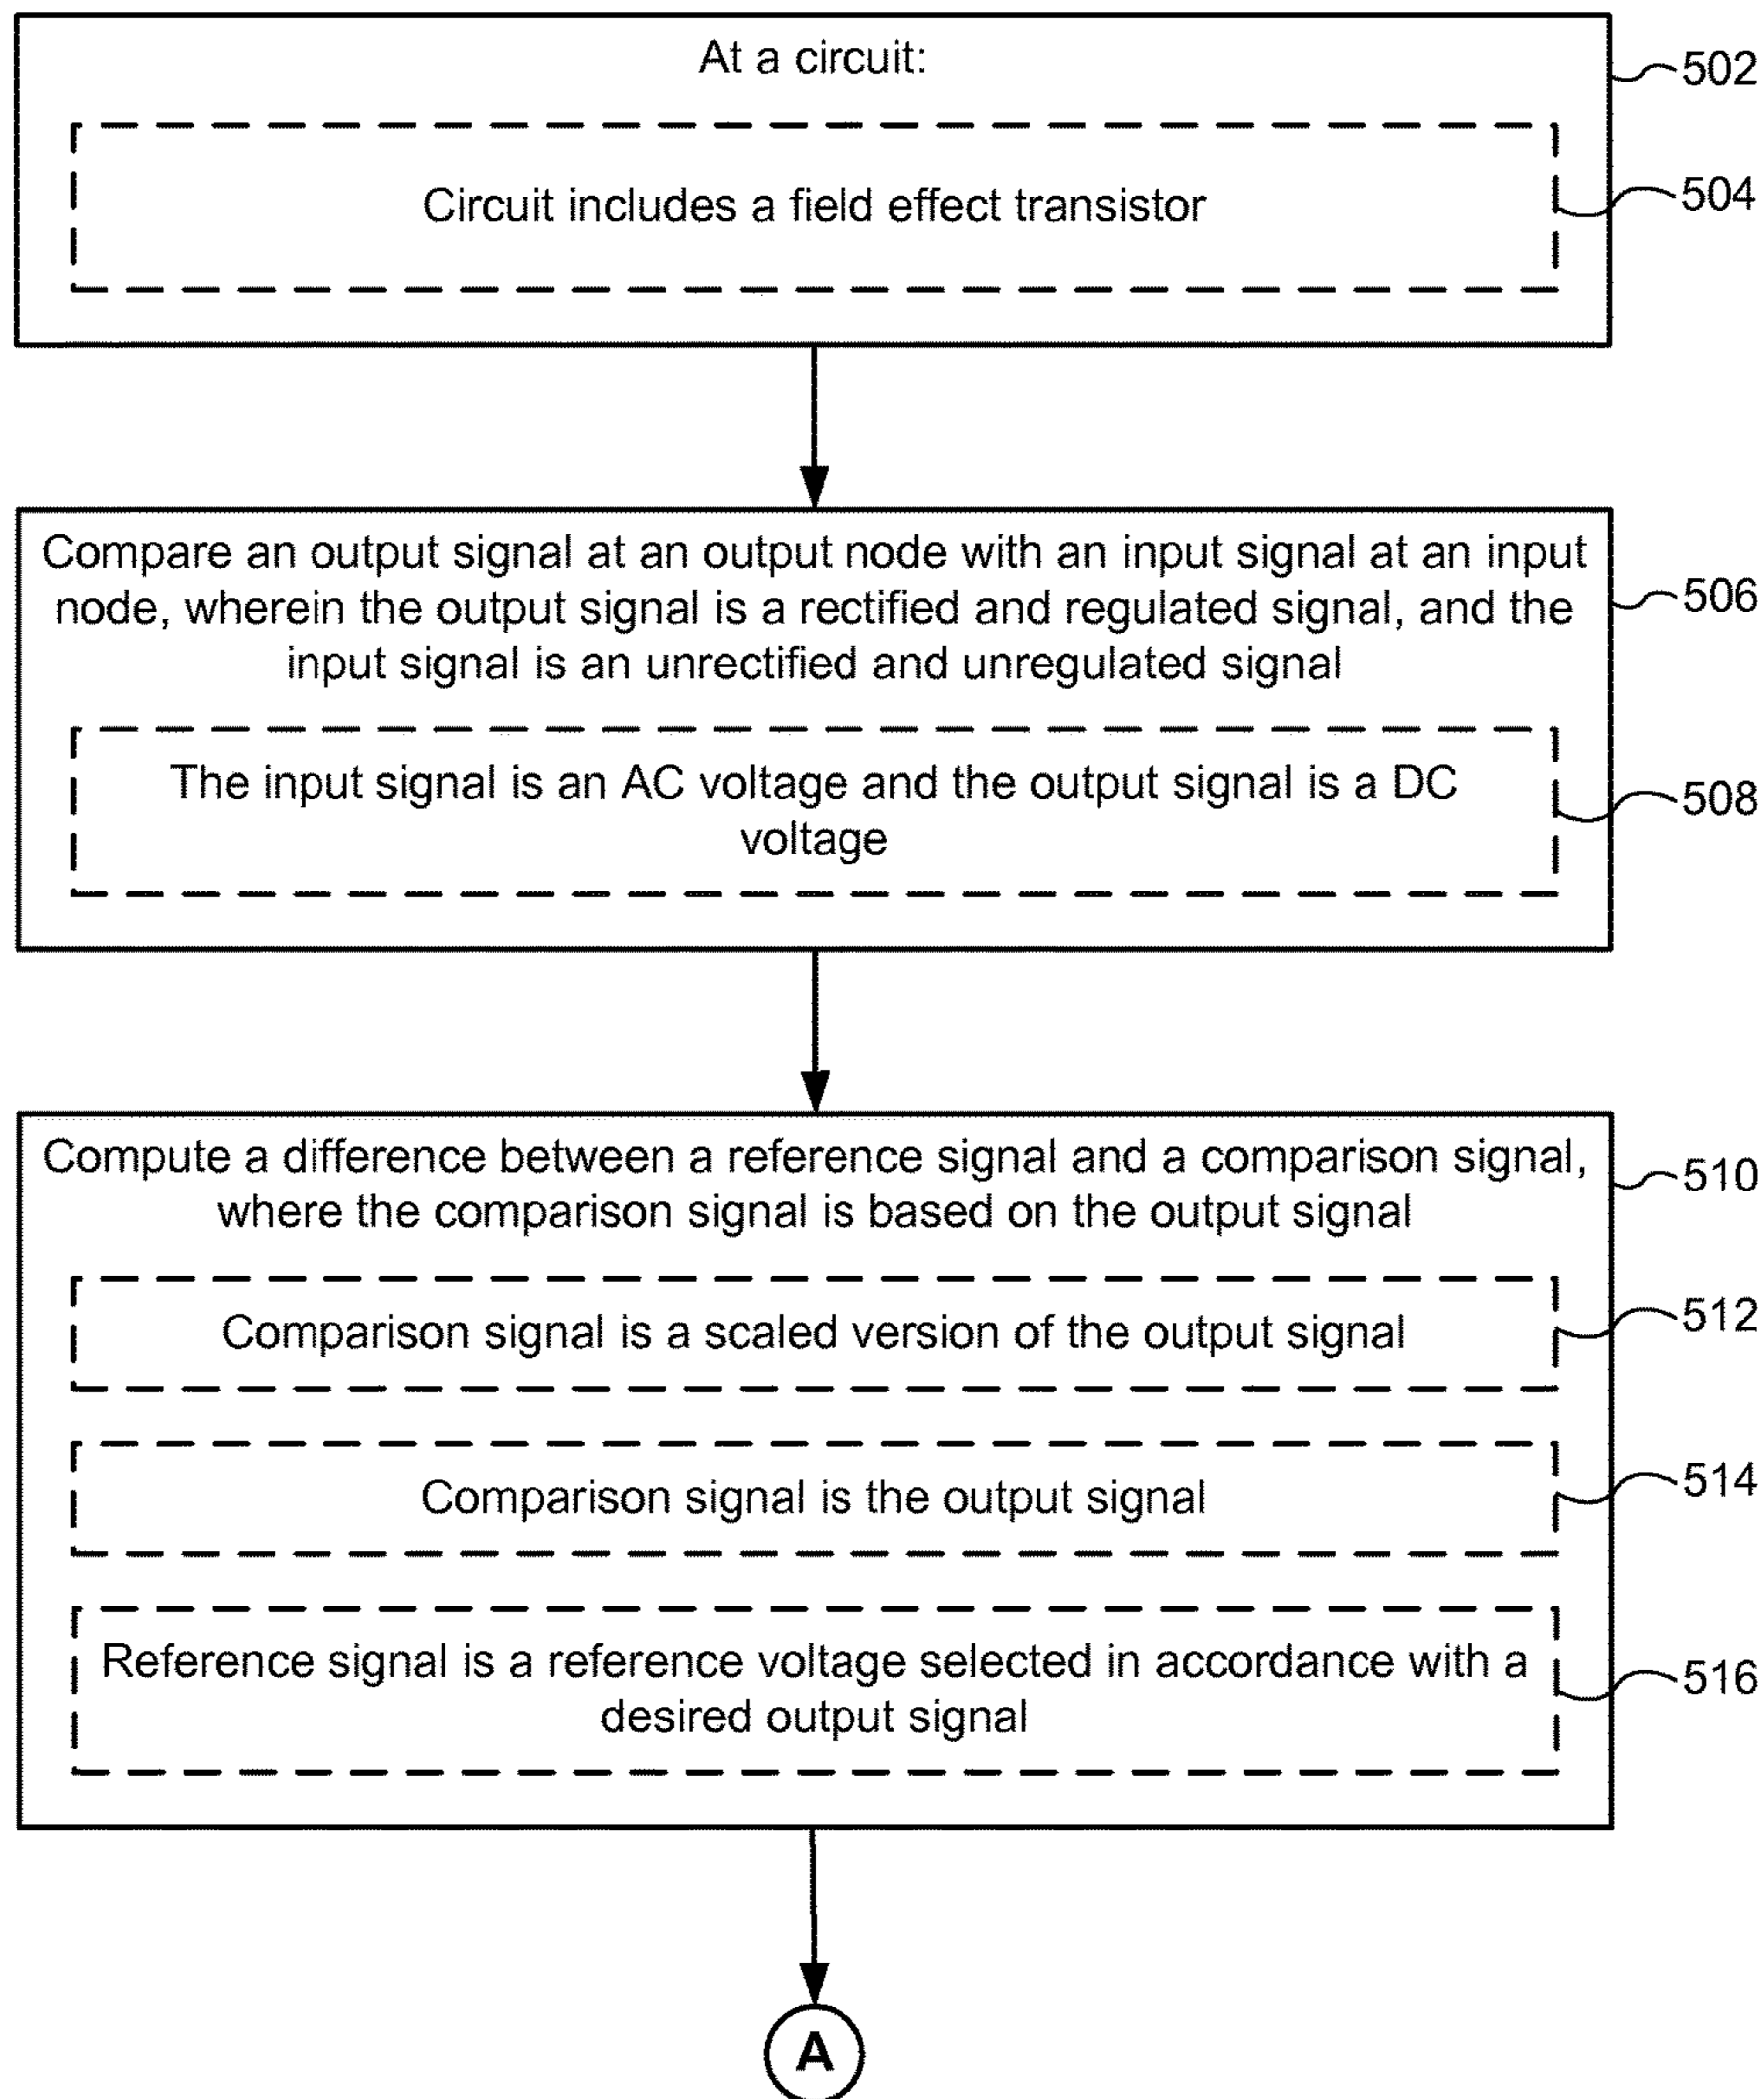 At a circuit:
502
Circuit includes a field effect transistor
504
Compare an output signal at an output node with an input signal at an input
node, wherein the output signal is a rectified and regulated signal, and the
input signal is an unrectified and unregulated signal
506
The input signal is an AC voltage and the output signal is a DC
voltage
508
Compute a difference between a reference signal and a comparison signal,
where the comparison signal is based on the output signal
510
Comparison signal is a scaled version of the output signal
512
Comparison signal is the output signal
514
Reference signal is a reference voltage selected in accordance with a
desired output signal
516
A